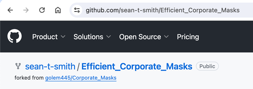 github.com/sean-t-smith/Efficient_Corporate_Masks
Product Solutions Open Source Pricing
sean-t-smith / Efficient_Corporate_Masks Public
forked from golem445/Corporate_Masks